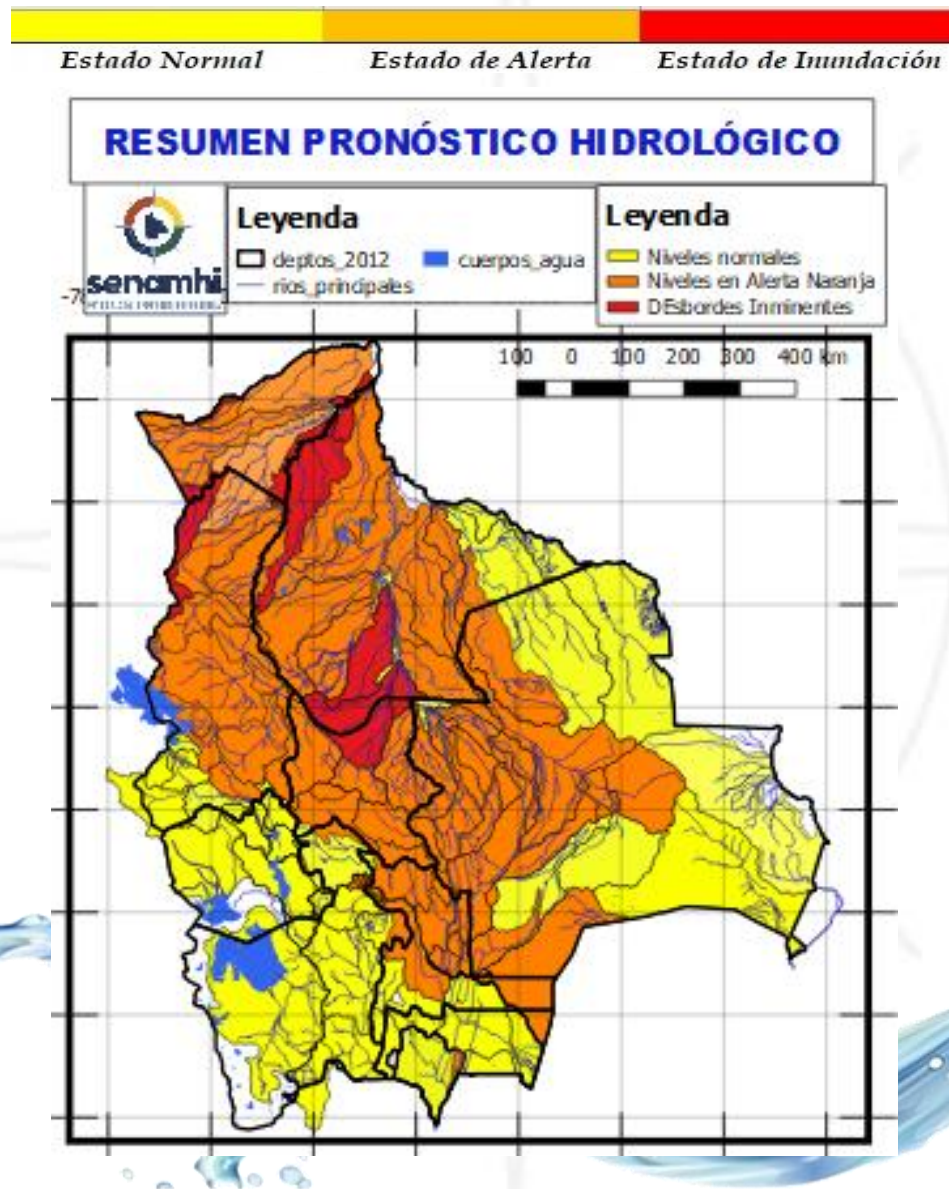 Estado Normal Estado de Alerta Estado de Inundación
RESUMEN PRONÓSTICO HIDROLÓGICO
senamhi
Leyenda
deptos_2012 cuerpos_agua
rios_principales
Leyenda
Niveles normales
Niveles en Alerta Naranja
DEsbordes Inminentes
100 0 100 200 300 400 km